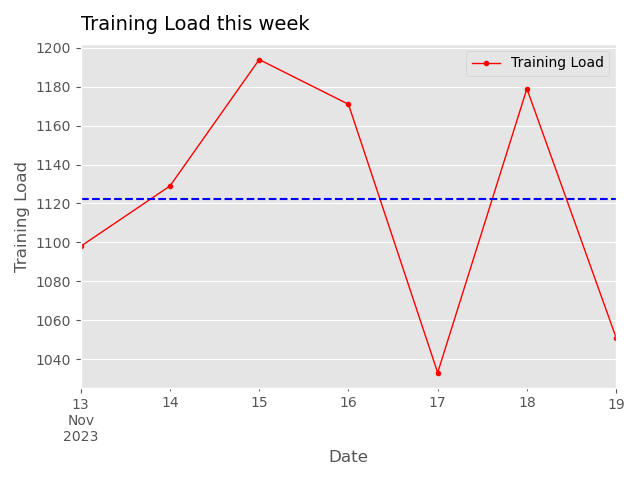 Training Load this week
Training Load
1200
1180
1160
1140
1120
1100
1080
1060
1040
Training Load
13 14 15 16 17 18 19
Nov
2023
Date